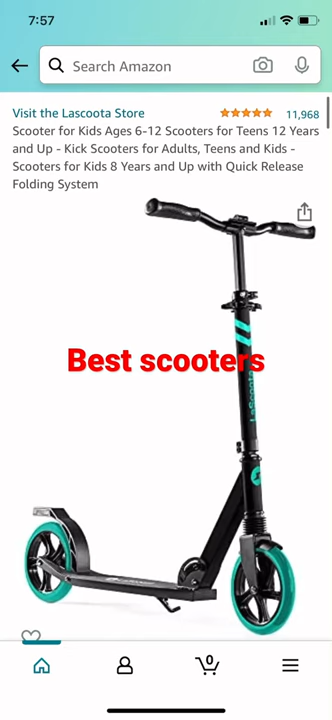 7:57
Search Amazon
Visit the Lascoota Store
11,968
Scooter for Kids Ages 6-12 Scooters for Teens 12 Years
and Up - Kick Scooters for Adults, Teens and Kids -
Scooters for Kids 8 Years and Up with Quick Release
Folding System
Best scooters
LaScoota
0